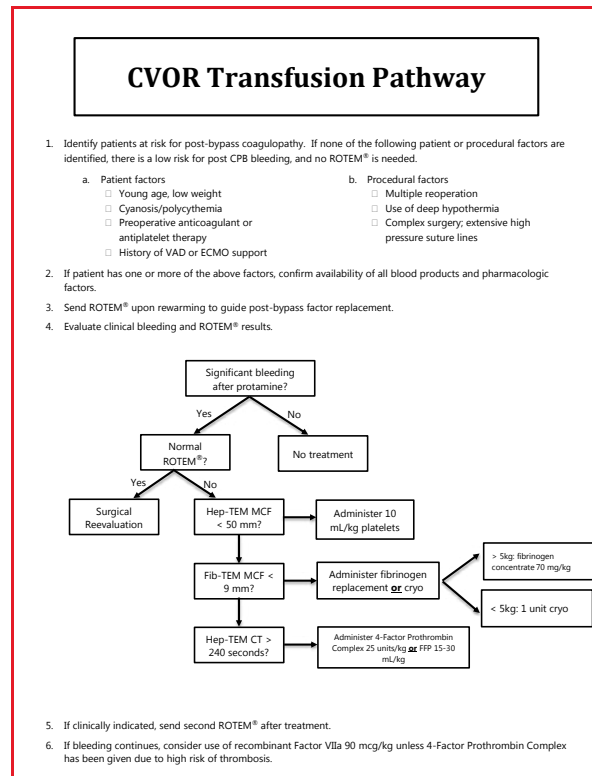 CVOR Transfusion Pathway
1. Identify patients at risk for post-bypass coagulopathy. If none of the following patient or procedural factors are
identified, there is a low risk for post CPB bleeding, and no ROTEM® is needed.
a. Patient factors
☐ Young age, low weight
☐ Cyanosis/polycythemia
☐ Preoperative anticoagulant or
antiplatelet therapy
☐ History of VAD or ECMO support
b. Procedural factors
☐ Multiple reoperation
☐ Use of deep hypothermia
☐ Complex surgery; extensive high
pressure suture lines
2. If patient has one or more of the above factors, confirm availability of all blood products and pharmacologic
factors.
3. Send ROTEM® upon rewarming to guide post-bypass factor replacement.
4. Evaluate clinical bleeding and ROTEM® results.
Significant bleeding
after protamine?
Yes
No
Normal
ROTEM®?
No treatment
Yes
No
Surgical
Reevaluation
Hep-TEM MCF
< 50 mm?
Administer 10
mL/kg platelets
Fib-TEM MCF <
9 mm?
Administer fibrinogen
replacement or cryo
> 5kg: fibrinogen
concentrate 70 mg/kg
< 5kg: 1 unit cryo
Hep-TEM CT >
240 seconds?
Administer 4-Factor Prothrombin
Complex 25 units/kg or FFP 15-30
mL/kg
5. If clinically indicated, send second ROTEM® after treatment.
6. If bleeding continues, consider use of recombinant Factor VIIa 90 mcg/kg unless 4-Factor Prothrombin Complex
has been given due to high risk of thrombosis.